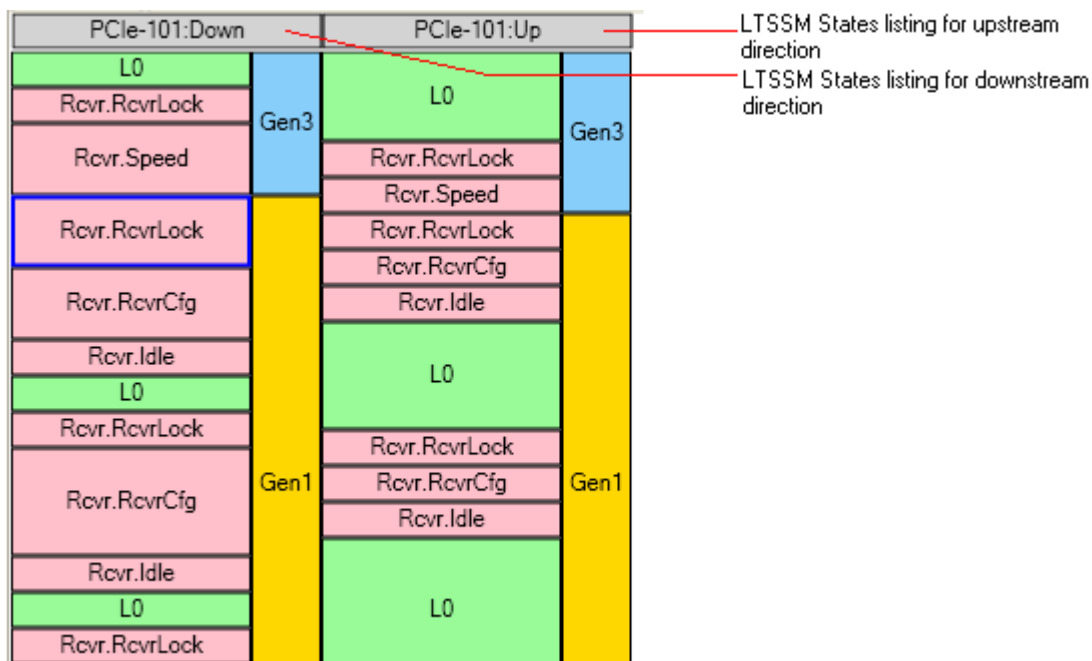 PCIe-101:Down
PCIe-101:Up
LTSSM States listing for upstream
direction
LTSSM States listing for downstream
direction
L0
Rcvr.RcvrLock
Rcvr.Speed
Rcvr.RcvrLock
Rcvr.RcvrCfg
Rcvr.Idle
L0
Rcvr.RcvrLock
Rcvr.RcvrCfg
Rcvr.Idle
L0
Rcvr.RcvrLock
Gen3
Gen1
L0
Rcvr.RcvrLock
Rcvr.Speed
Rcvr.RcvrLock
Rcvr.RcvrCfg
Rcvr.Idle
L0
Rcvr.RcvrLock
Rcvr.RcvrCfg
Rcvr.Idle
L0
Gen3
Gen1